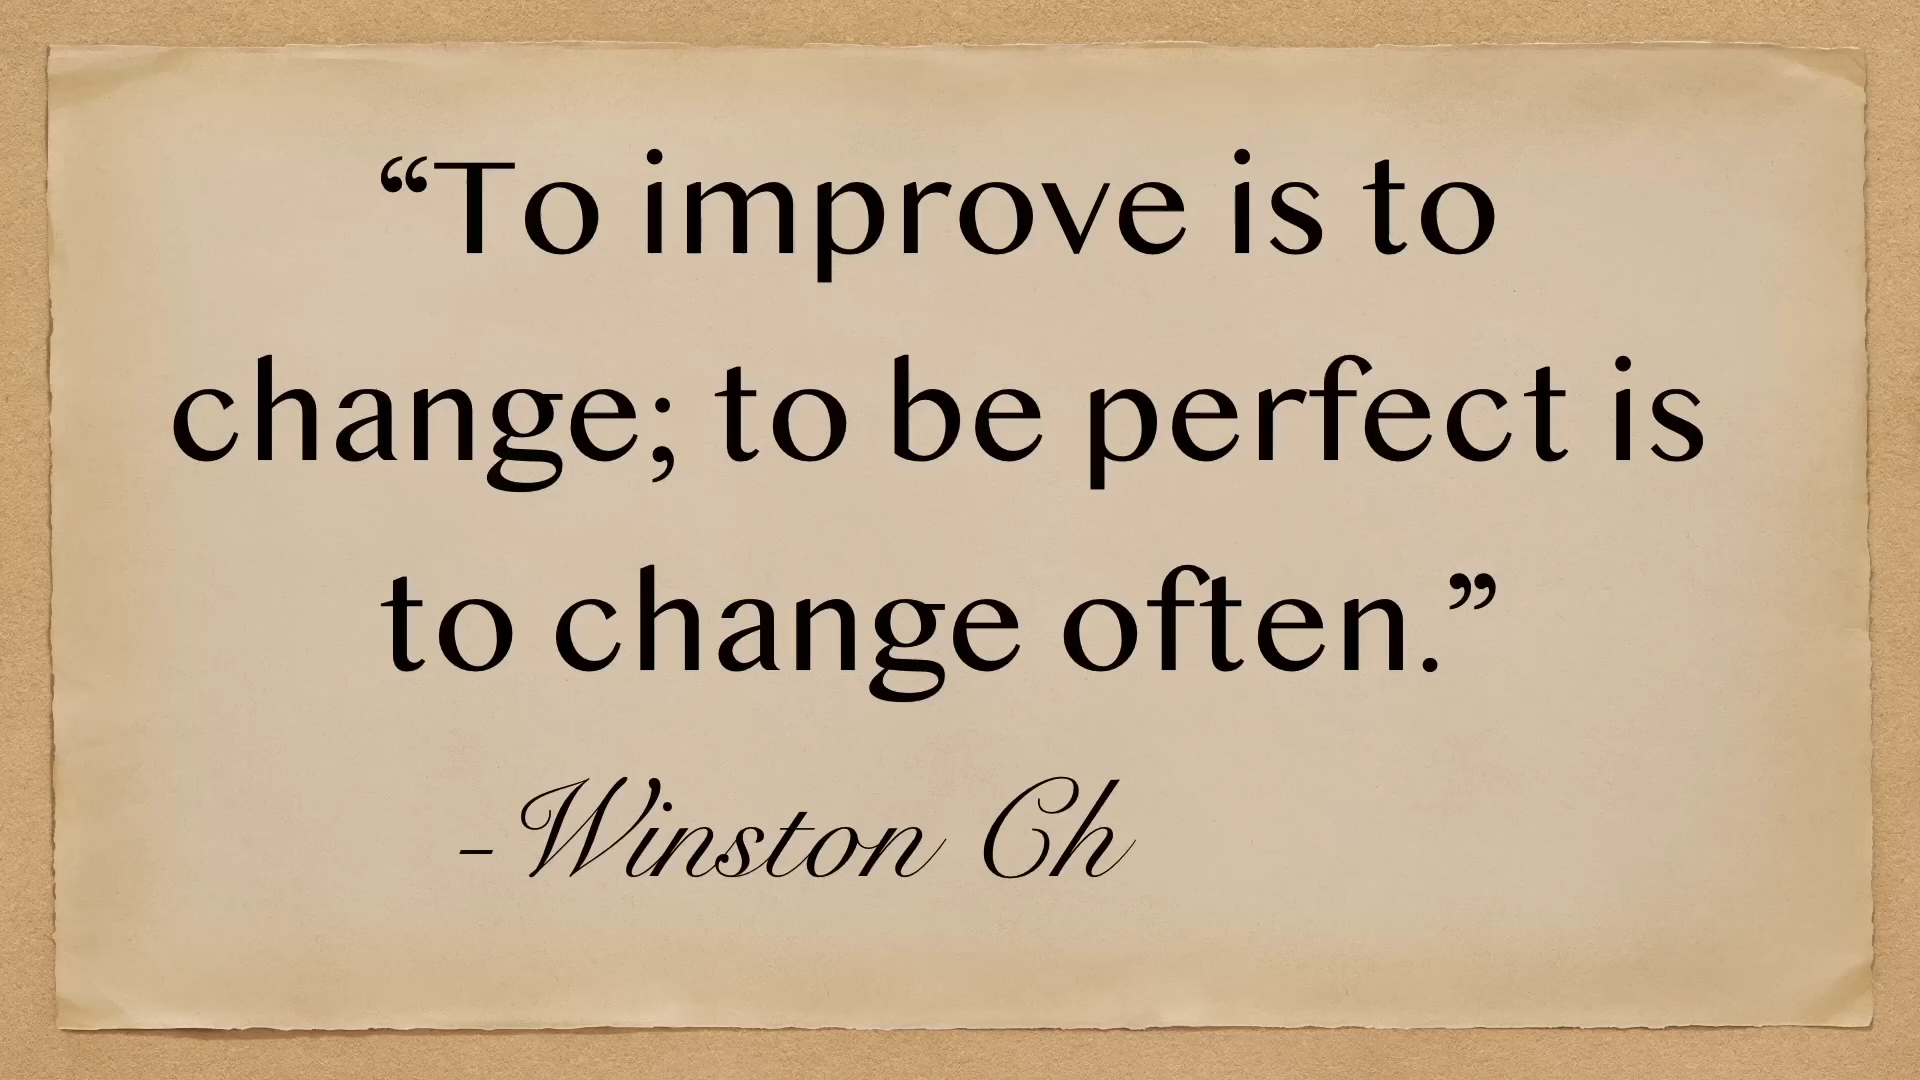 “To improve is to
change; to be perfect is
to change often.”
-Winston Ch